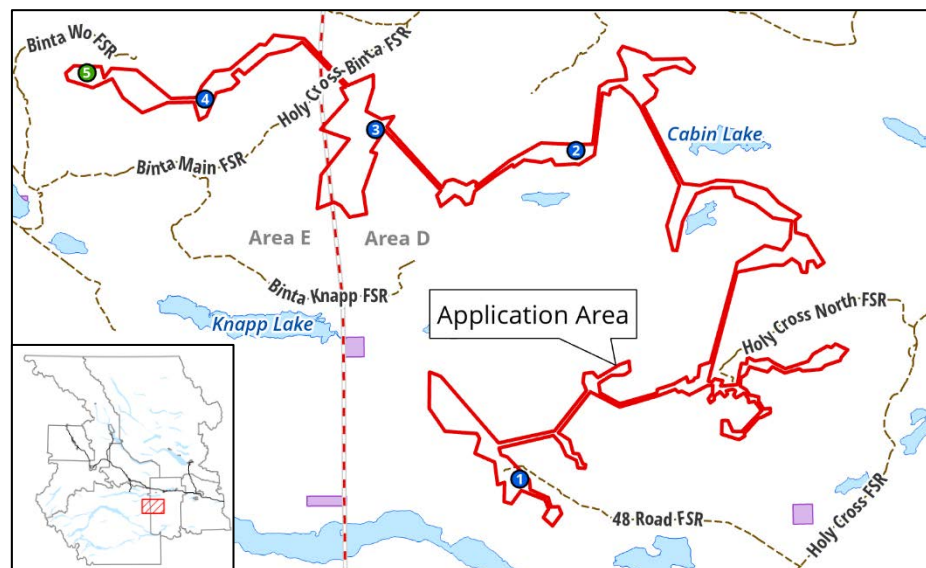 Binta Wo FSR
5
4
Holy Cross-Binta FSR
3
2
Cabin Lake
Binta Main FSR
Area E
Area D
Binta Knapp FSR
Knapp Lake
Application Area
Holy Cross North FSR
1
48 Road FSR
Holy Cross FSR